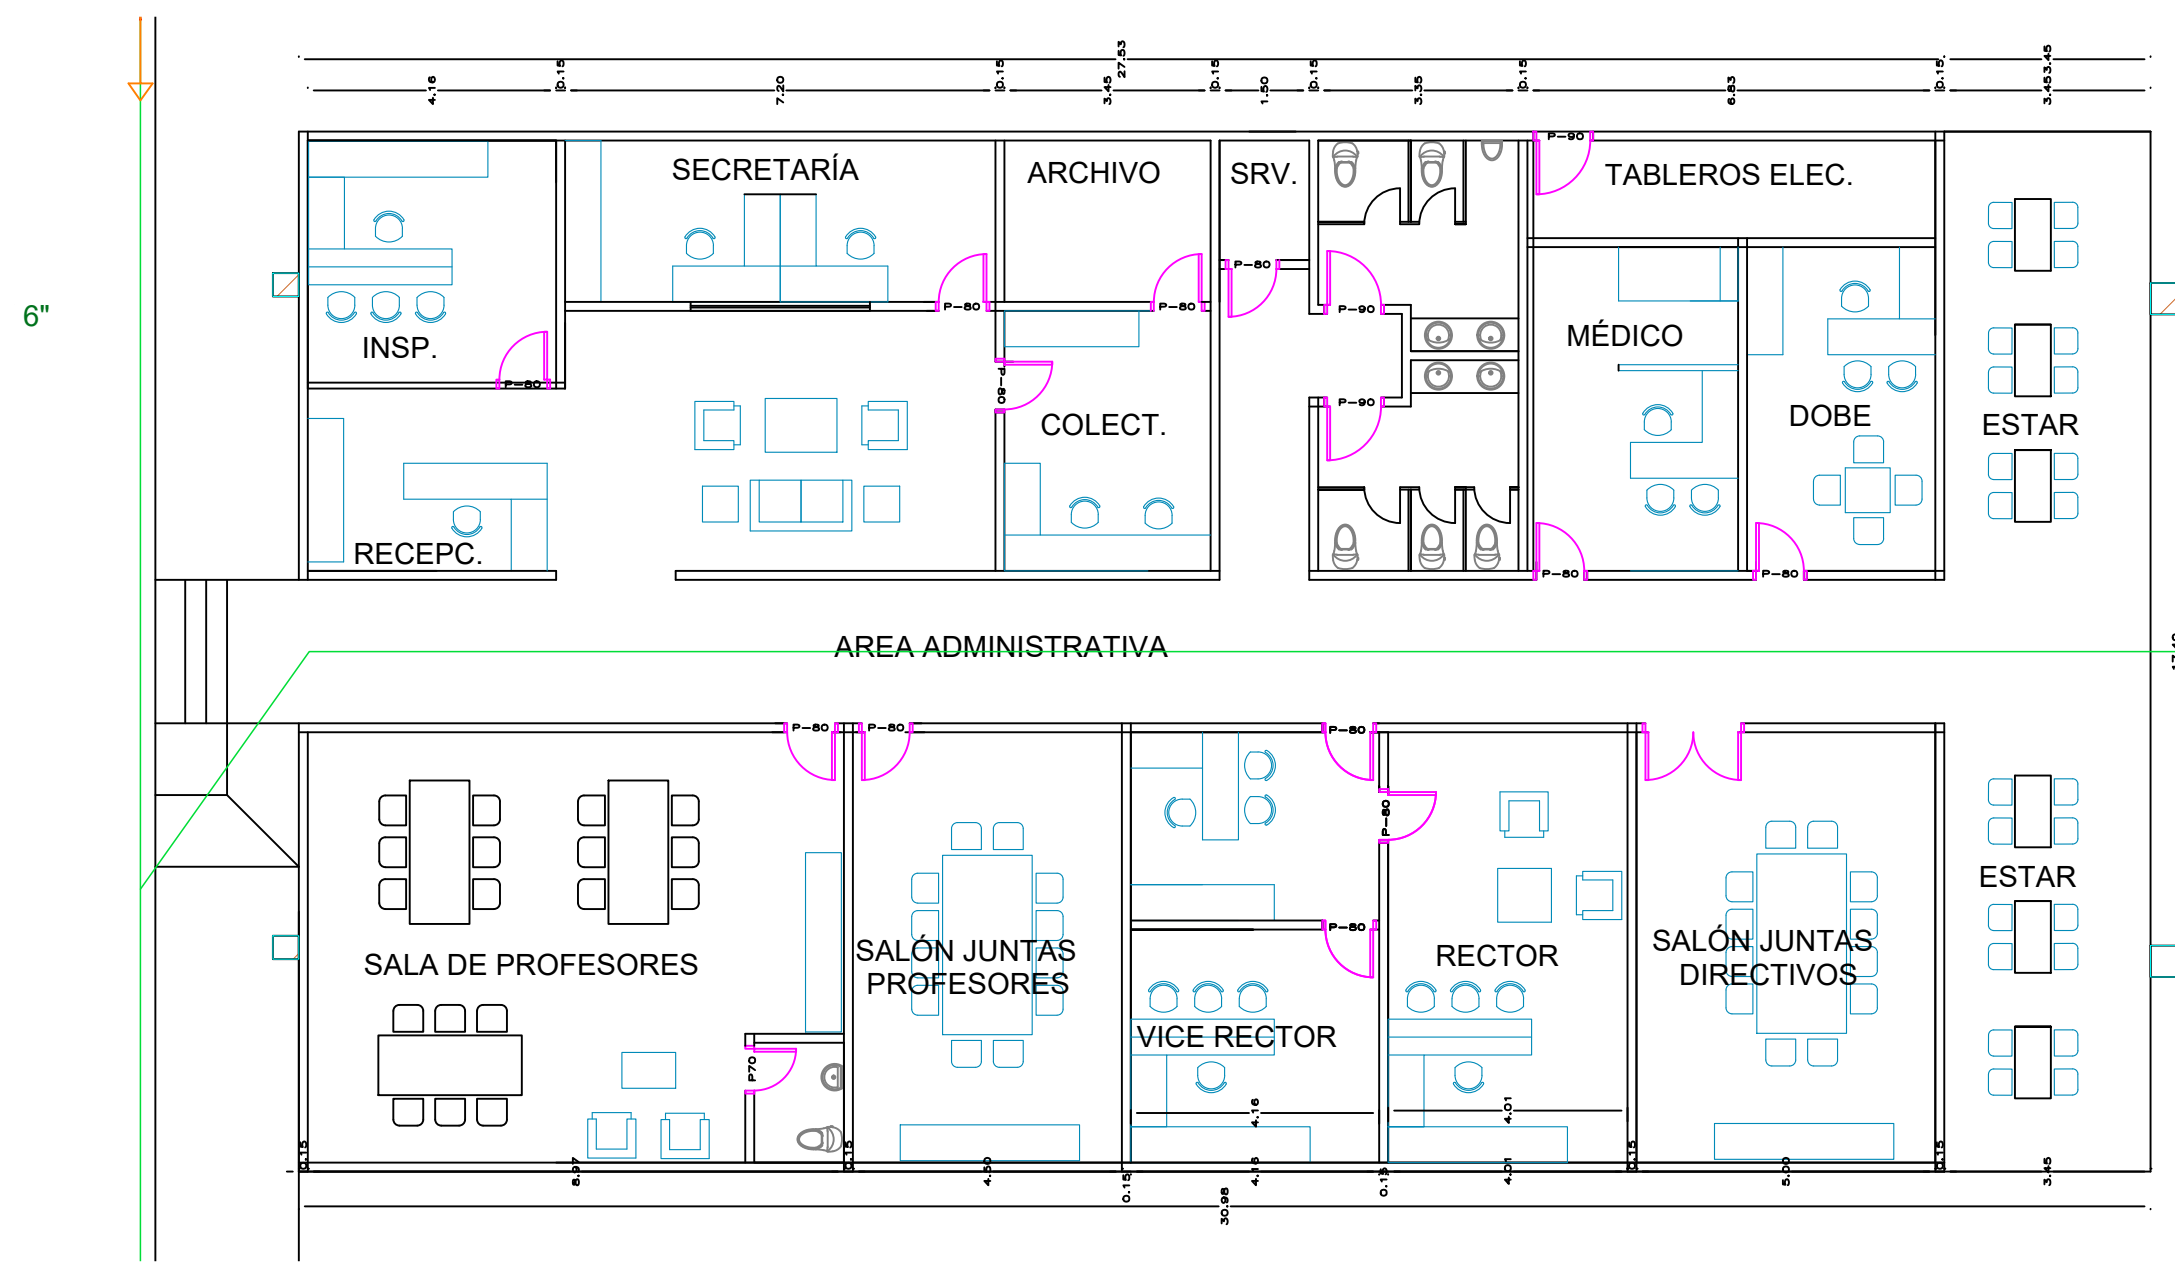 27.53
3.45
4.16
0.15
7.20
0.15
3.45
0.15
1.50
0.15
3.35
0.15
6.83
0.15
3.45
P-90
SECRETARÍA
ARCHIVO
SRV.
TABLEROS ELEC.
P-80
P-80
P-80
P-90
6"
INSP.
MÉDICO
P-80
P-80
P-90
COLECT.
DOBE
ESTAR
RECEPC.
P-80
P-80
AREA ADMINISTRATIVA
P-80
P-80
P-80
P-80
ESTAR
P-80
SALA DE PROFESORES
SALÓN JUNTAS
PROFESORES
RECTOR
SALÓN JUNTAS
DIRECTIVOS
VICE RECTOR
P70
4.16
4.01
0.15
0.15
0.15
0.15
8.97
4.50
0.15
4.16
0.15
4.01
5.00
3.45
30.98